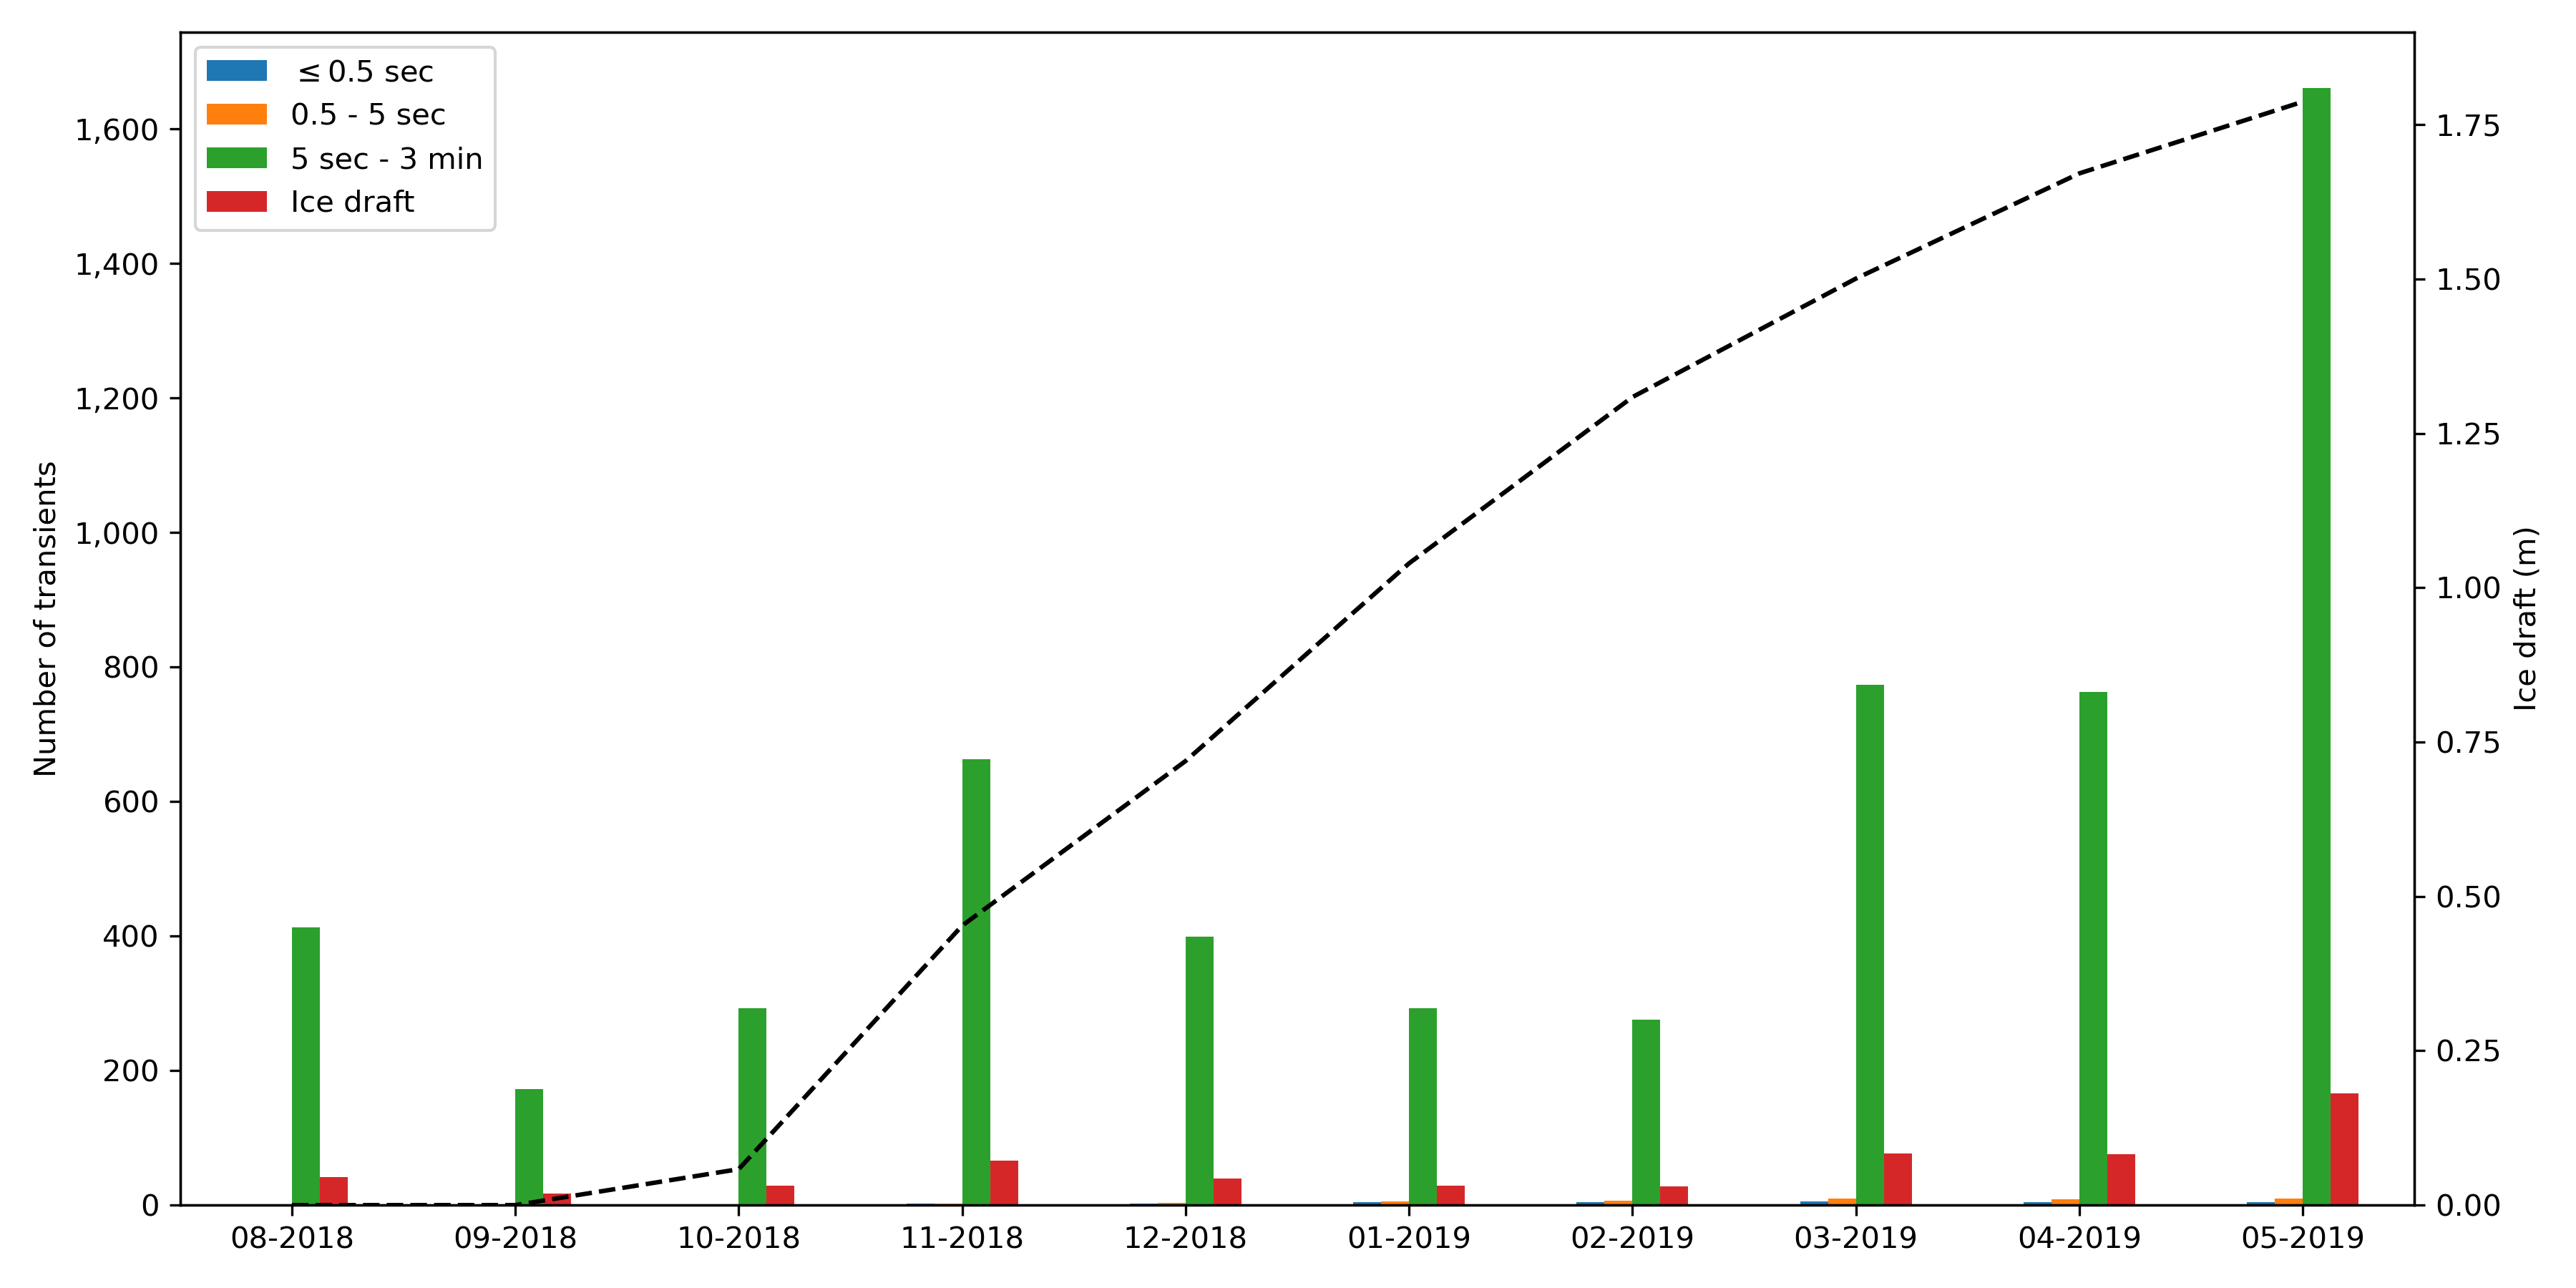 ≤0.5 sec
0.5 - 5 sec
5 sec - 3 min
Ice draft
Number of transients
1,600
1,400
1,200
1,000
800
600
400
200
0
1.75
1.50
1.25
1.00
0.75
0.50
0.25
0.00
Ice draft (m)
08-2018 09-2018 10-2018 11-2018 12-2018 01-2019 02-2019 03-2019 04-2019 05-2019